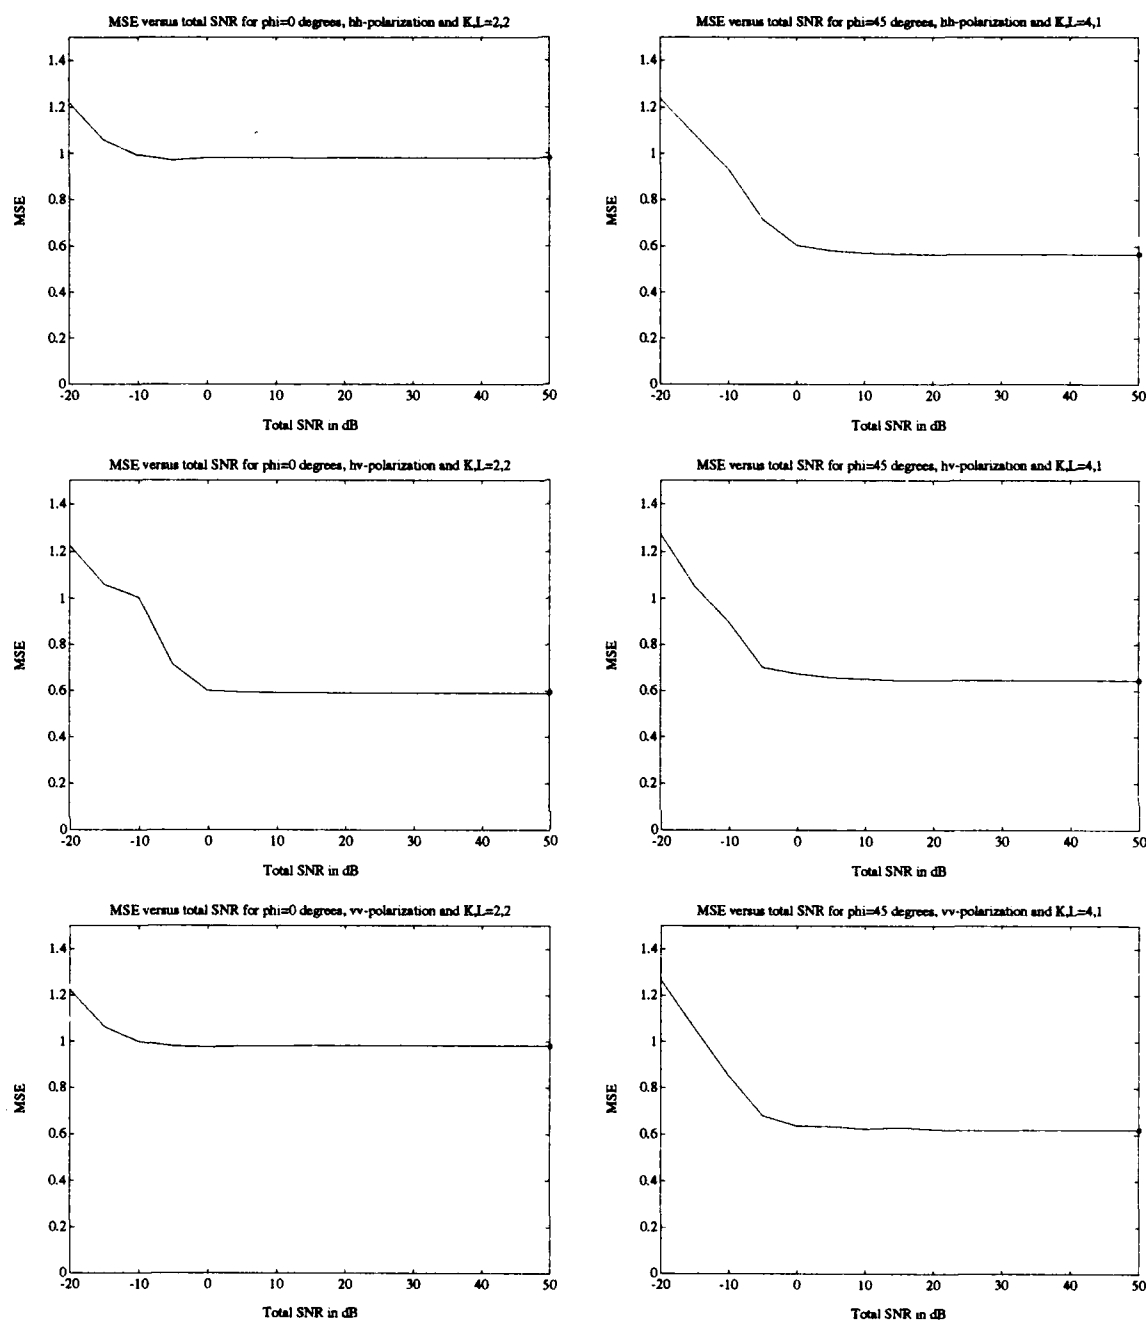 MSE versus total SNR for phi=0 degrees, hh-polarization and K,L=2,2
1.4
1.2
1
0.8
0.6
0.4
0.2
0
MSE
-20 -10 0 10 20 30 40 50
Total SNR in dB
MSE versus total SNR for phi=45 degrees, hh-polarization and K,L=4,1
1.4
1.2
1
0.8
0.6
0.4
0.2
0
MSE
-20 -10 0 10 20 30 40 50
Total SNR in dB
MSE versus total SNR for phi=0 degrees, hv-polarization and K,L=2,2
1.4
1.2
1
0.8
0.6
0.4
0.2
0
MSE
-20 -10 0 10 20 30 40 50
Total SNR in dB
MSE versus total SNR for phi=45 degrees, hv-polarization and K,L=4,1
1.4
1.2
1
0.8
0.6
0.4
0.2
0
MSE
-20 -10 0 10 20 30 40 50
Total SNR in dB
MSE versus total SNR for phi=0 degrees, vv-polarization and K,L=2,2
1.4
1.2
1
0.8
0.6
0.4
0.2
0
MSE
-20 -10 0 10 20 30 40 50
Total SNR in dB
MSE versus total SNR for phi=45 degrees, vv-polarization and K,L=4,1
1.4
1.2
1
0.8
0.6
0.4
0.2
0
MSE
-20 -10 0 10 20 30 40 50
Total SNR in dB